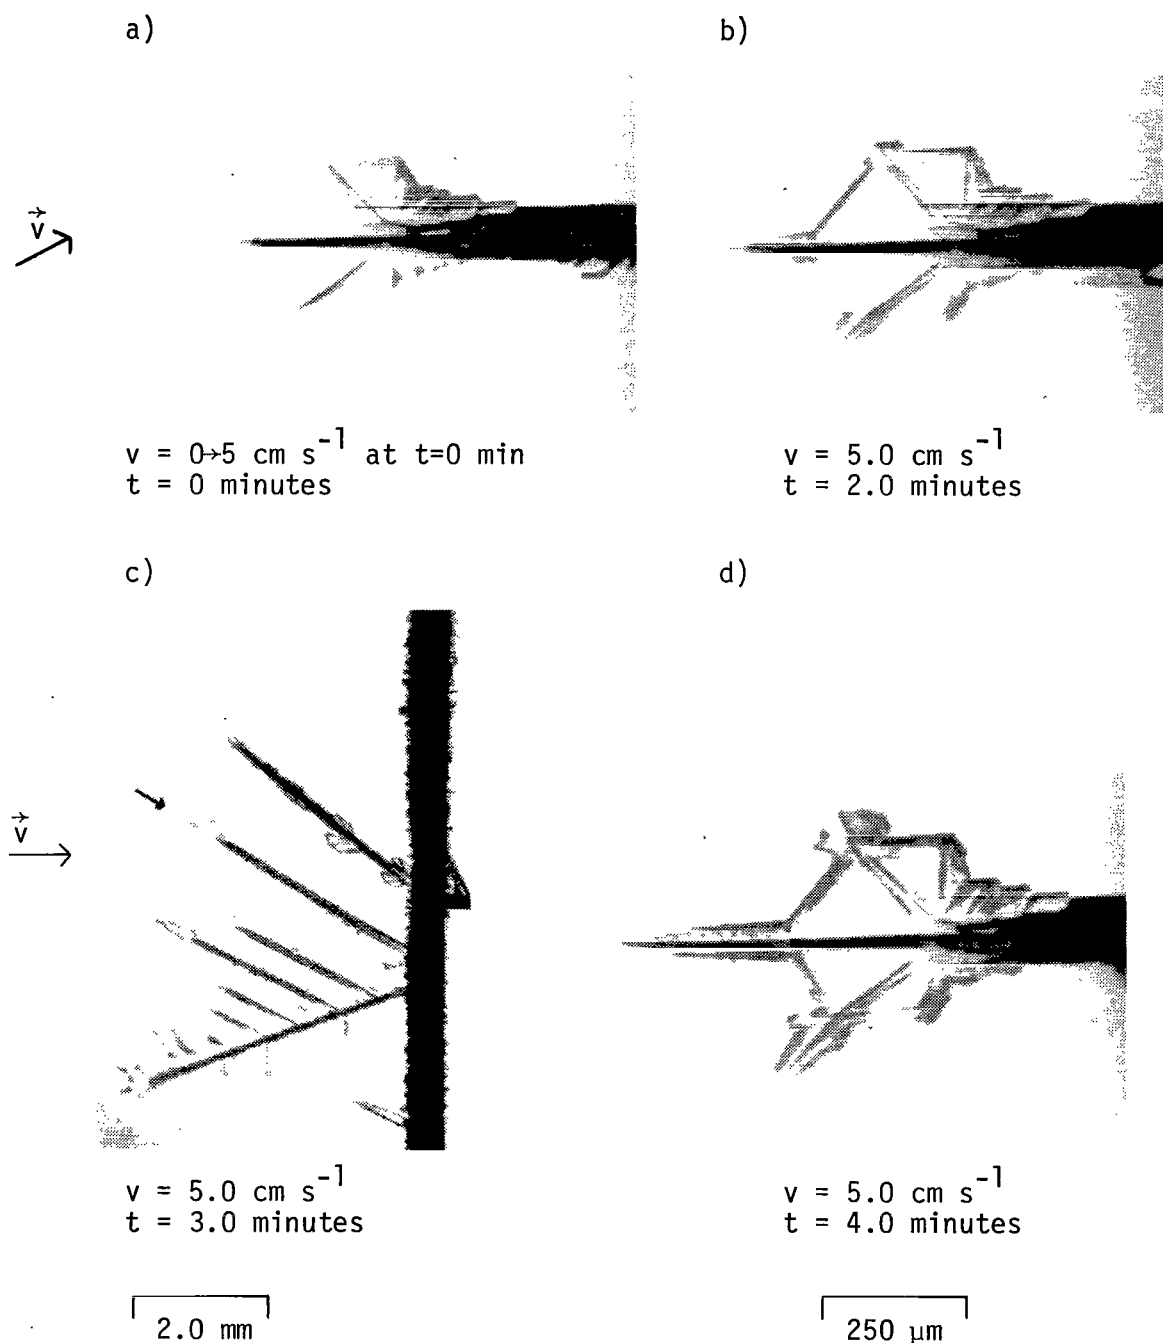 a)
b)
v⃗
v = 0→5 cm s⁻¹ at t=0 min
t = 0 minutes
v = 5.0 cm s⁻¹
t = 2.0 minutes
c)
d)
v⃗
v = 5.0 cm s⁻¹
t = 3.0 minutes
v = 5.0 cm s⁻¹
t = 4.0 minutes
2.0 mm
250 μm